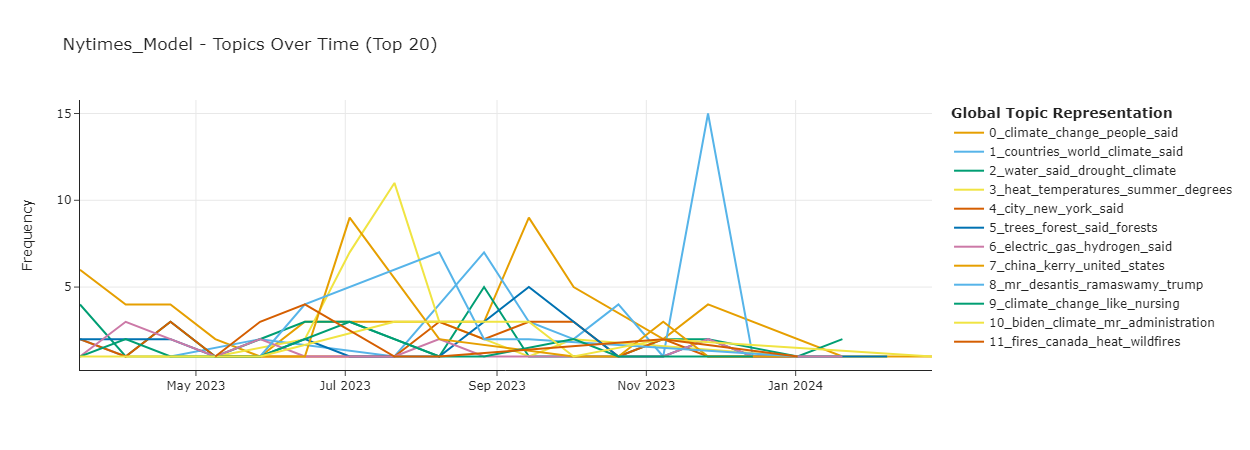 Nytimes_Model - Topics Over Time (Top 20)
Global Topic Representation
0_climate_change_people_said
1_countries_world_climate_said
2_water_said_drought_climate
3_heat_temperatures_summer_degrees
4_city_new_york_said
5_trees_forest_said_forests
6_electric_gas_hydrogen_said
7_china_kerry_united_states
8_mr_desantis_ramaswamy_trump
9_climate_change_like_nursing
10_biden_climate_mr_administration
11_fires_canada_heat_wildfires
Frequency
15
10
5
May 2023
Jul 2023
Sep 2023
Nov 2023
Jan 2024